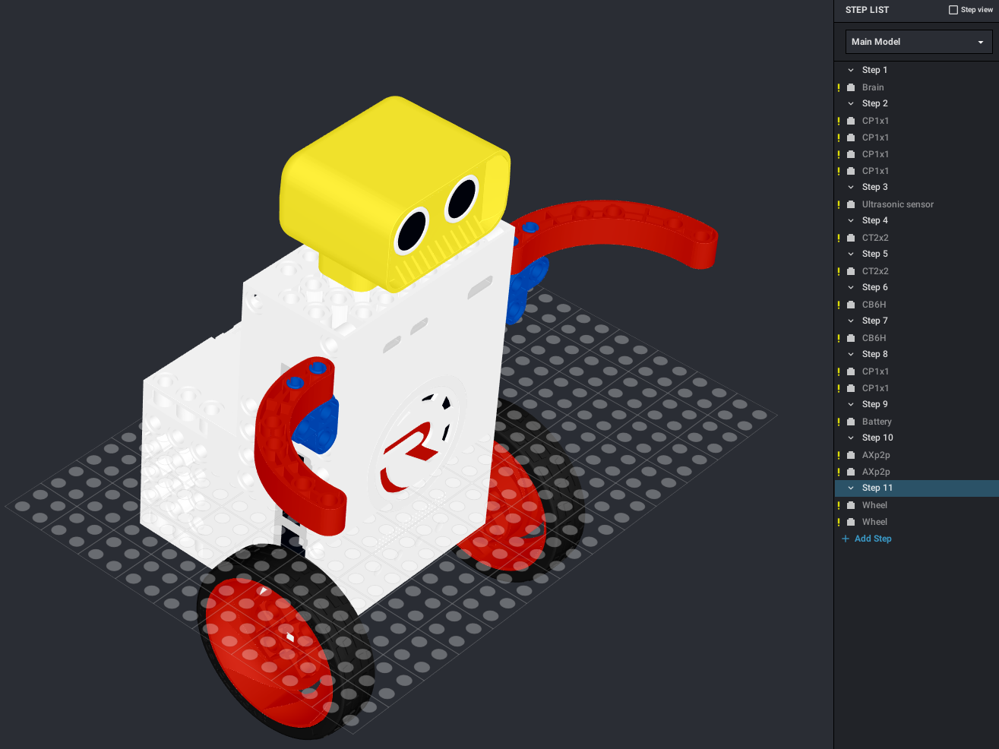 STEP LIST
Step view
Main Model
Step 1
Brain
Step 2
CP1x1
CP1x1
CP1x1
CP1x1
Step 3
Ultrasonic sensor
Step 4
CT2x2
Step 5
CT2x2
Step 6
CB6H
Step 7
CB6H
Step 8
CP1x1
CP1x1
Step 9
Battery
Step 10
AXp2p
AXp2p
Step 11
Wheel
Wheel
Add Step